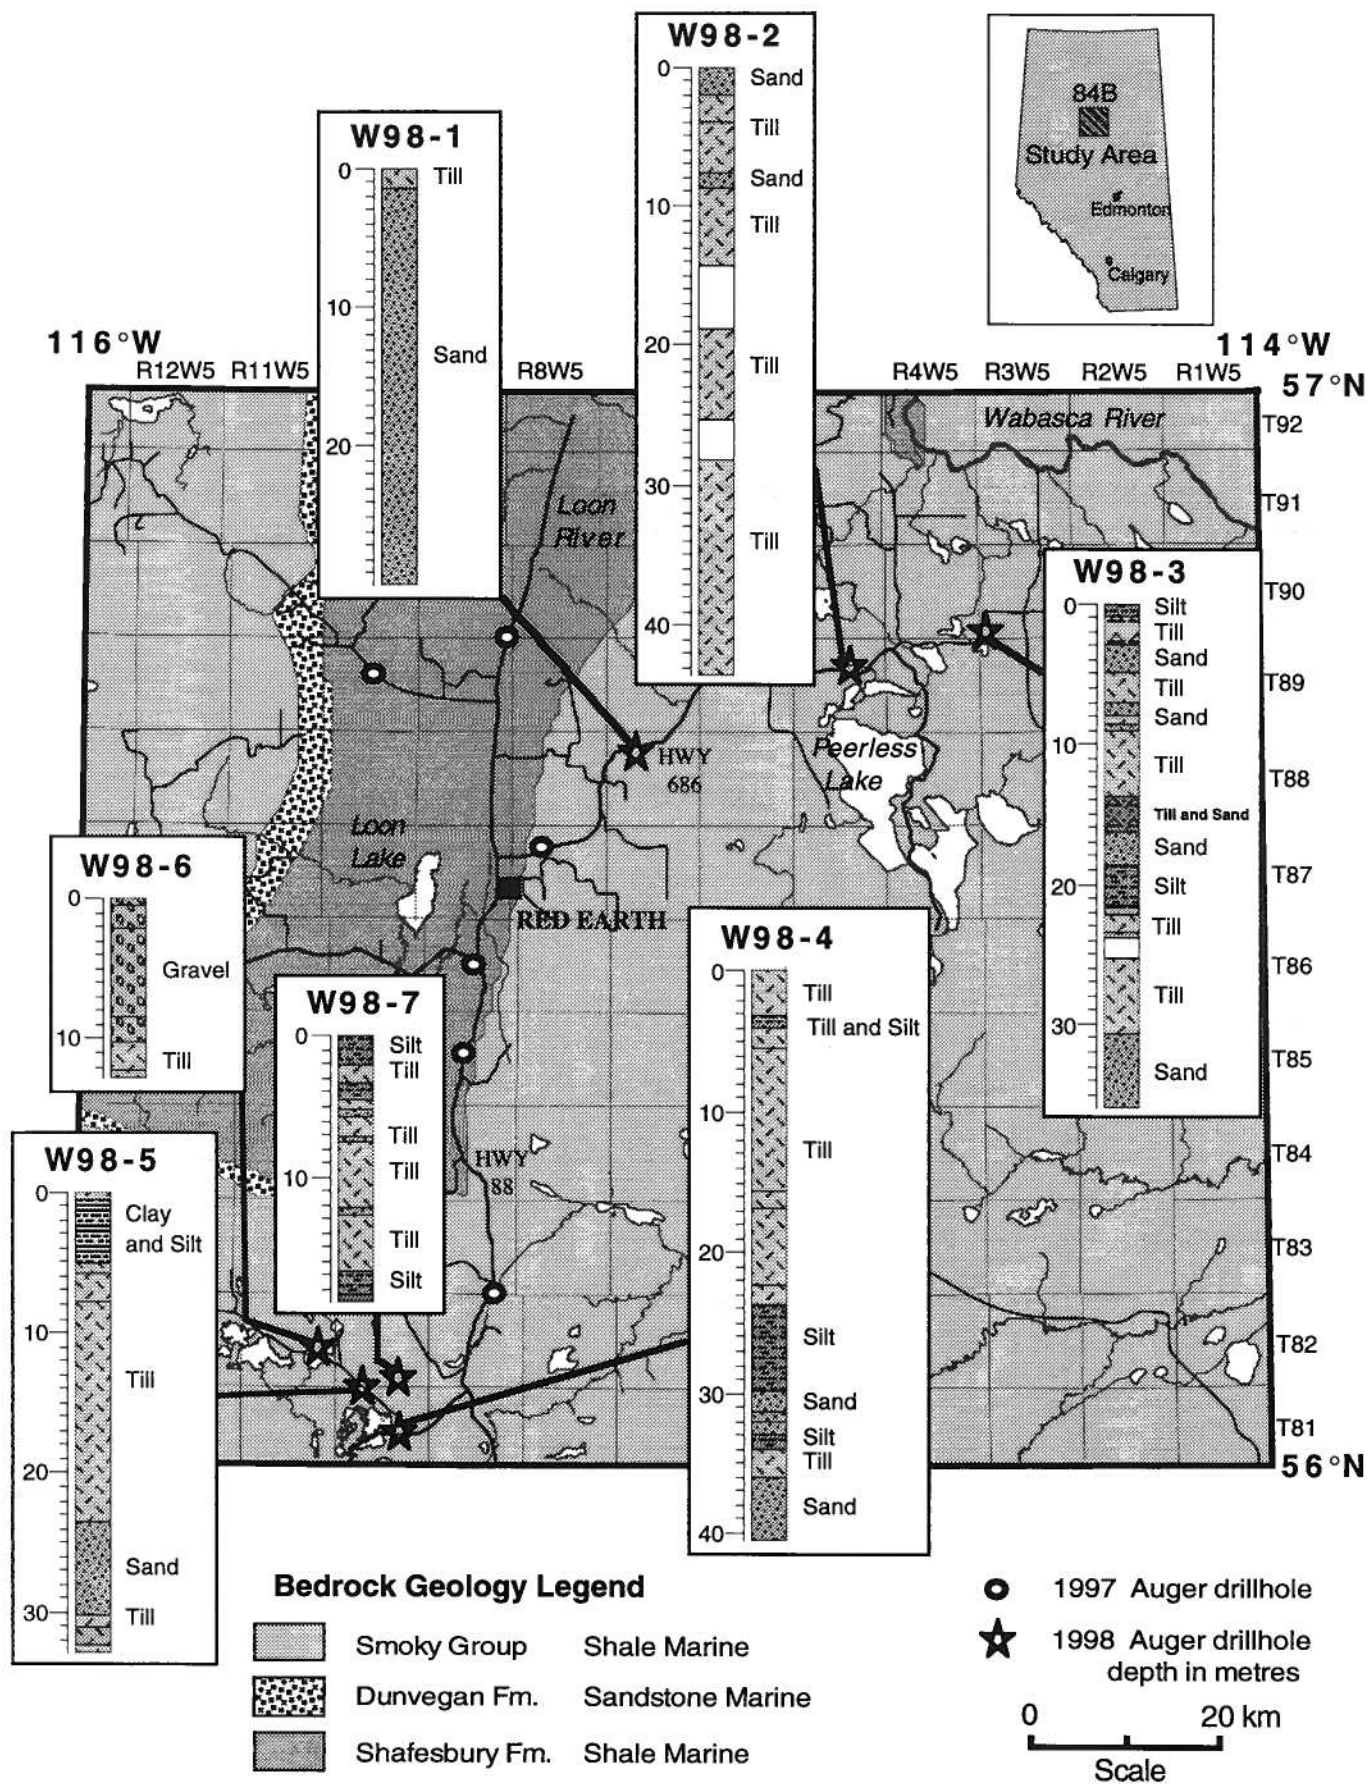 W98-2
0
Sand
Till
Sand
10
Till
20
Till
30
Till
40
84B
Study Area
Edmonton
Calgary
W98-1
0
Till
10
Sand
20
116°W
114°W
57°N
R12W5
R11W5
R8W5
R4W5
R3W5
R2W5
R1W5
T92
T91
T90
T89
T88
T87
T86
T85
T84
T83
T82
T81
56°N
Wabasca River
Loon
River
HWY
686
Peerless
Lake
Loon
Lake
RED EARTH
HWY
88
W98-3
0
Silt
Till
Sand
Till
Sand
10
Till
Till and Sand
Sand
20
Silt
Till
Till
30
Sand
W98-6
0
Gravel
10
Till
W98-7
0
Silt
Till
Till
Till
10
Till
Silt
W98-4
0
Till
Till and Silt
10
Till
20
Silt
30
Sand
Silt
Till
Sand
40
W98-5
0
Clay
and Silt
10
Till
20
Sand
30
Till
Bedrock Geology Legend
Smoky Group Shale Marine
Dunvegan Fm. Sandstone Marine
Shafesbury Fm. Shale Marine
1997 Auger drillhole
1998 Auger drillhole
depth in metres
0 20 km
Scale